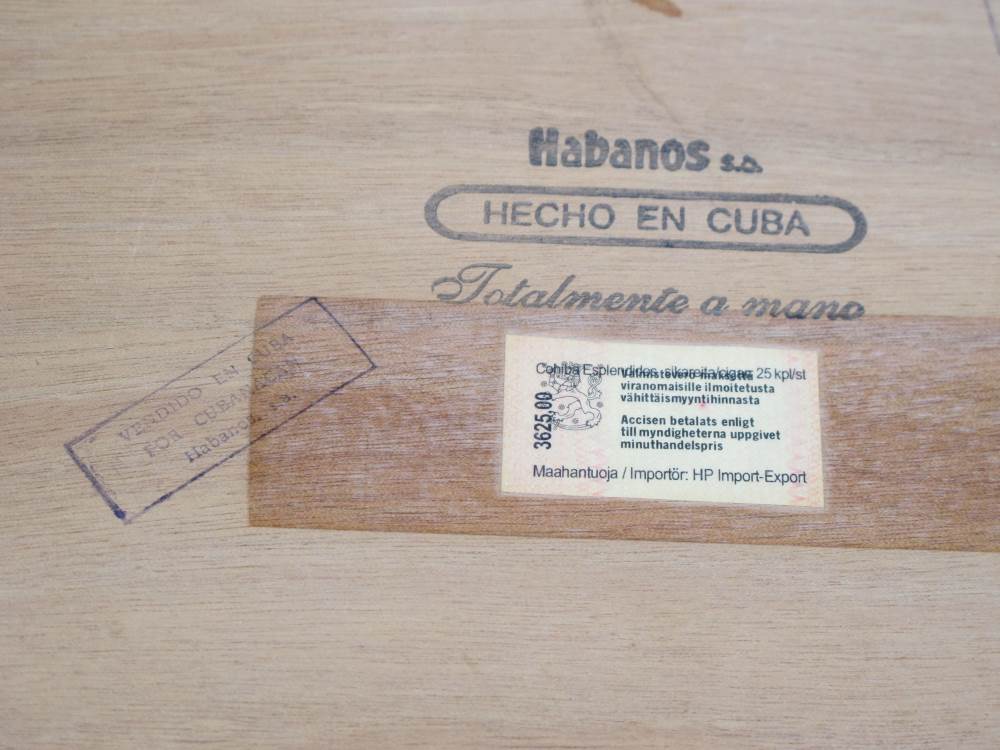 Habanos s.a.
HECHO EN CUBA
Totalmente a mano
VENDIDO EN CUBA
POR CUBATABACO
Habanos, s.a.
Cohiba Esplendidos, sikareita/cigarr 25 kpl/st
Valmistevero maksettu
viranomaisille ilmoitetusta
vähittäismyyntihinnasta
3625,00
Accisen betalats enligt
till myndigheterna uppgivet
minuthandelspris
Maahantuoja / Importör: HP Import-Export